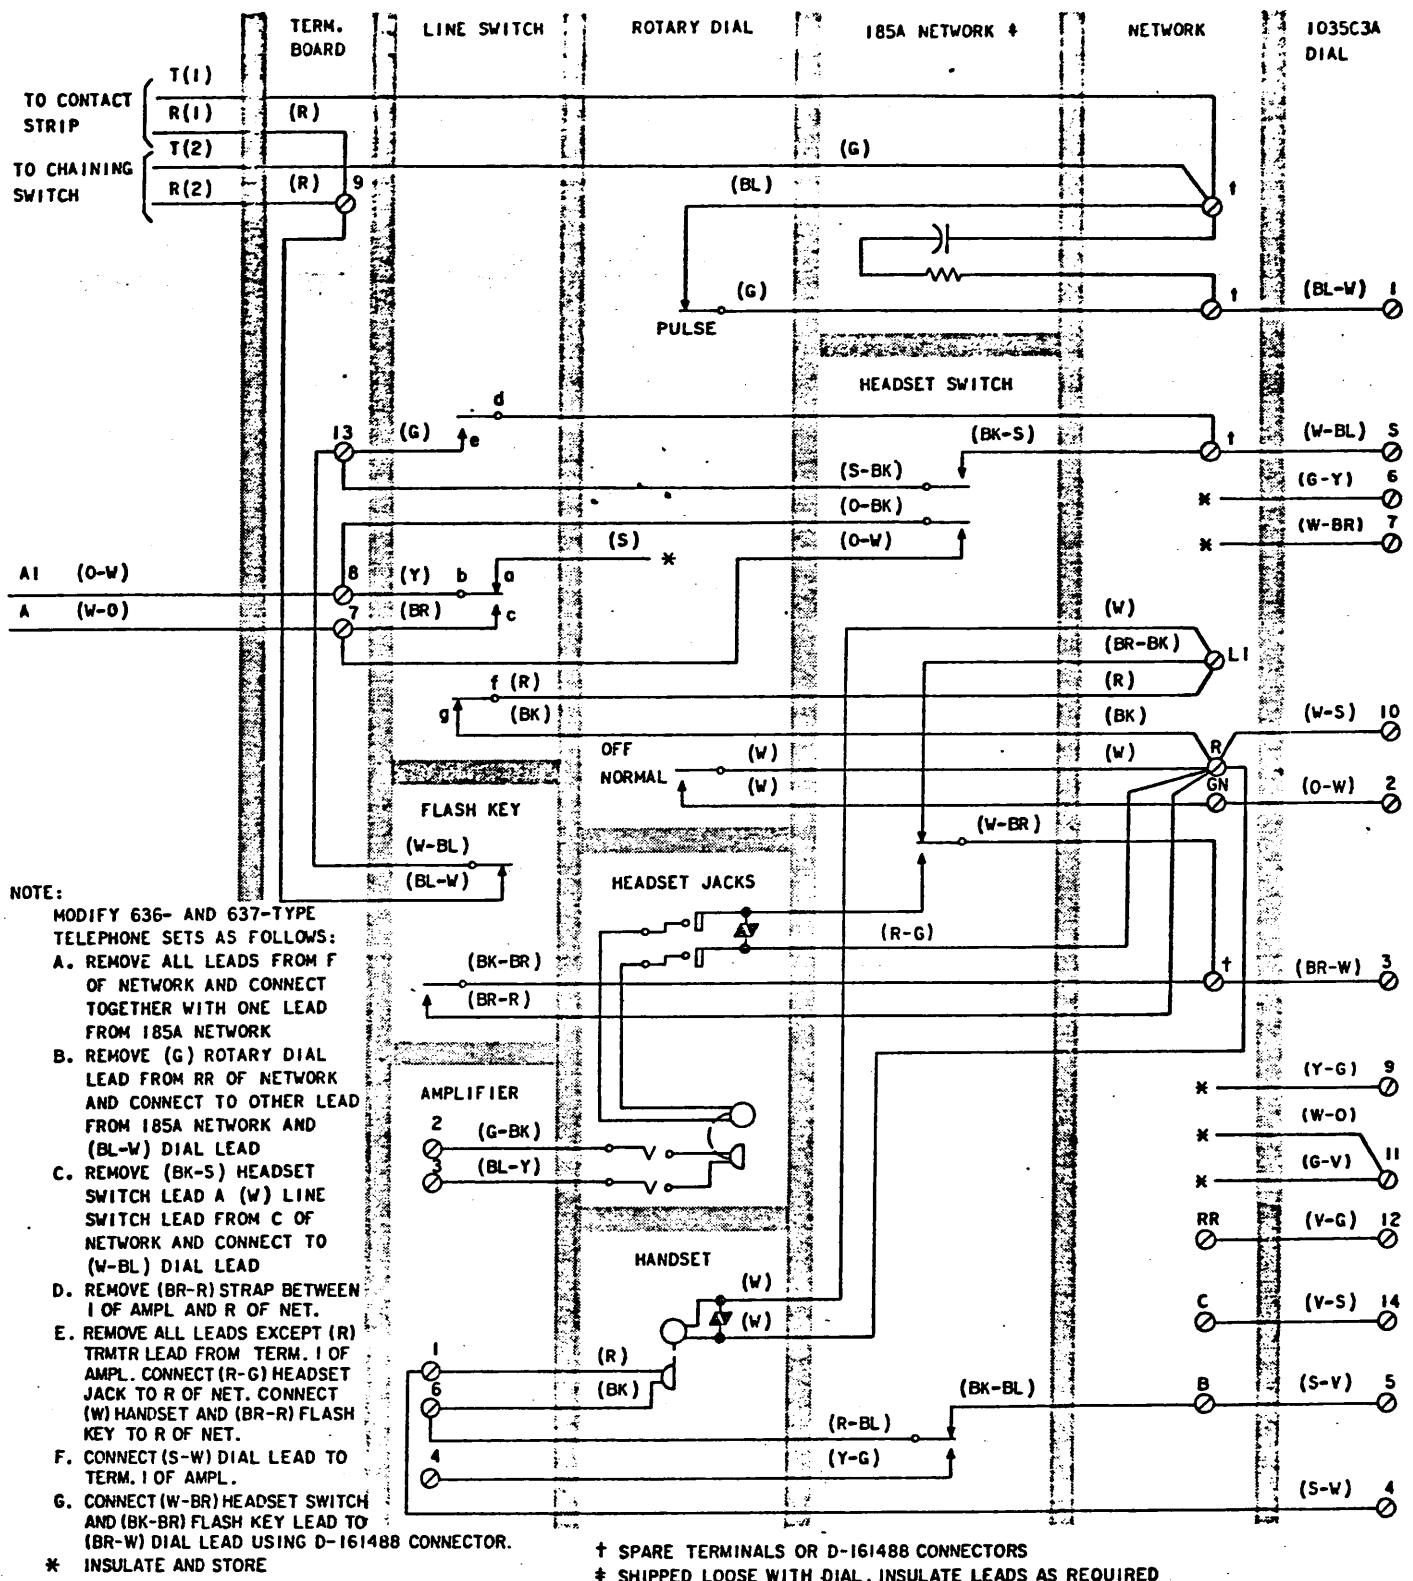 TERM.
BOARD
LINE SWITCH
ROTARY DIAL
185A NETWORK ‡
NETWORK
1035C3A
DIAL
TO CONTACT
STRIP
T(1)
R(1) (R)
TO CHAINING
SWITCH
T(2)
(G)
R(2) (R) 9
(BL)
†
(G)
†
(BL-W) 1
PULSE
HEADSET SWITCH
d
13 (G) e
(BK-S)
†
(W-BL) S
(S-BK)
(G-Y) 6
*
(O-BK)
(W-BR) 7
*
(S) *
(O-W)
A1 (O-W)
8 (Y) b a
A (W-O)
7 (BR) c
(W)
(BR-BK)
L1
f (R)
(R)
g (BK)
(BK)
(W-S) 10
OFF
NORMAL
(W)
(W)
(W)
R
GN
(O-W) 2
FLASH KEY
(W-BR)
(W-BL)
(BL-W)
HEADSET JACKS
(R-G)
(BK-BR)
†
(BR-W) 3
(BR-R)
NOTE:
MODIFY 636- AND 637-TYPE
TELEPHONE SETS AS FOLLOWS:
A. REMOVE ALL LEADS FROM F
OF NETWORK AND CONNECT
TOGETHER WITH ONE LEAD
FROM 185A NETWORK
B. REMOVE (G) ROTARY DIAL
LEAD FROM RR OF NETWORK
AND CONNECT TO OTHER LEAD
FROM 185A NETWORK AND
(BL-W) DIAL LEAD
C. REMOVE (BK-S) HEADSET
SWITCH LEAD A (W) LINE
SWITCH LEAD FROM C OF
NETWORK AND CONNECT TO
(W-BL) DIAL LEAD
D. REMOVE (BR-R) STRAP BETWEEN
1 OF AMPL AND R OF NET.
E. REMOVE ALL LEADS EXCEPT (R)
TRMTR LEAD FROM TERM. 1 OF
AMPL. CONNECT (R-G) HEADSET
JACK TO R OF NET. CONNECT
(W) HANDSET AND (BR-R) FLASH
KEY TO R OF NET.
F. CONNECT (S-W) DIAL LEAD TO
TERM. 1 OF AMPL.
G. CONNECT (W-BR) HEADSET SWITCH
AND (BK-BR) FLASH KEY LEAD TO
(BR-W) DIAL LEAD USING D-161488 CONNECTOR.
* INSULATE AND STORE
AMPLIFIER
2 (G-BK)
3 (BL-Y)
* (Y-G) 9
* (W-O)
* (G-V) 11
RR (V-G) 12
HANDSET
(W)
(W)
C (V-S) 14
1 (R)
6 (BK)
(BK-BL)
B (S-V) 5
(R-BL)
4 (Y-G)
(S-W) 4
† SPARE TERMINALS OR D-161488 CONNECTORS
‡ SHIPPED LOOSE WITH DIAL. INSULATE LEADS AS REQUIRED